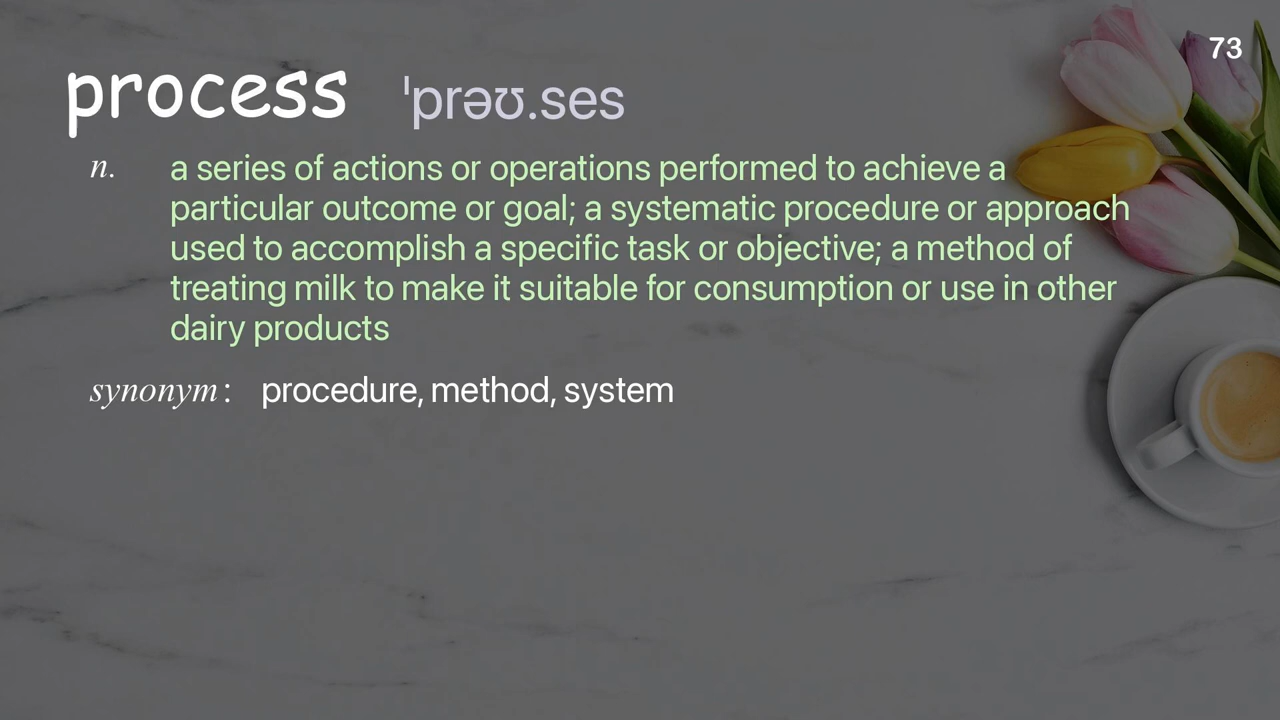 73
process ˈprəʊ.ses
n. a series of actions or operations performed to achieve a
particular outcome or goal; a systematic procedure or approach
used to accomplish a specific task or objective; a method of
treating milk to make it suitable for consumption or use in other
dairy products
synonym: procedure, method, system